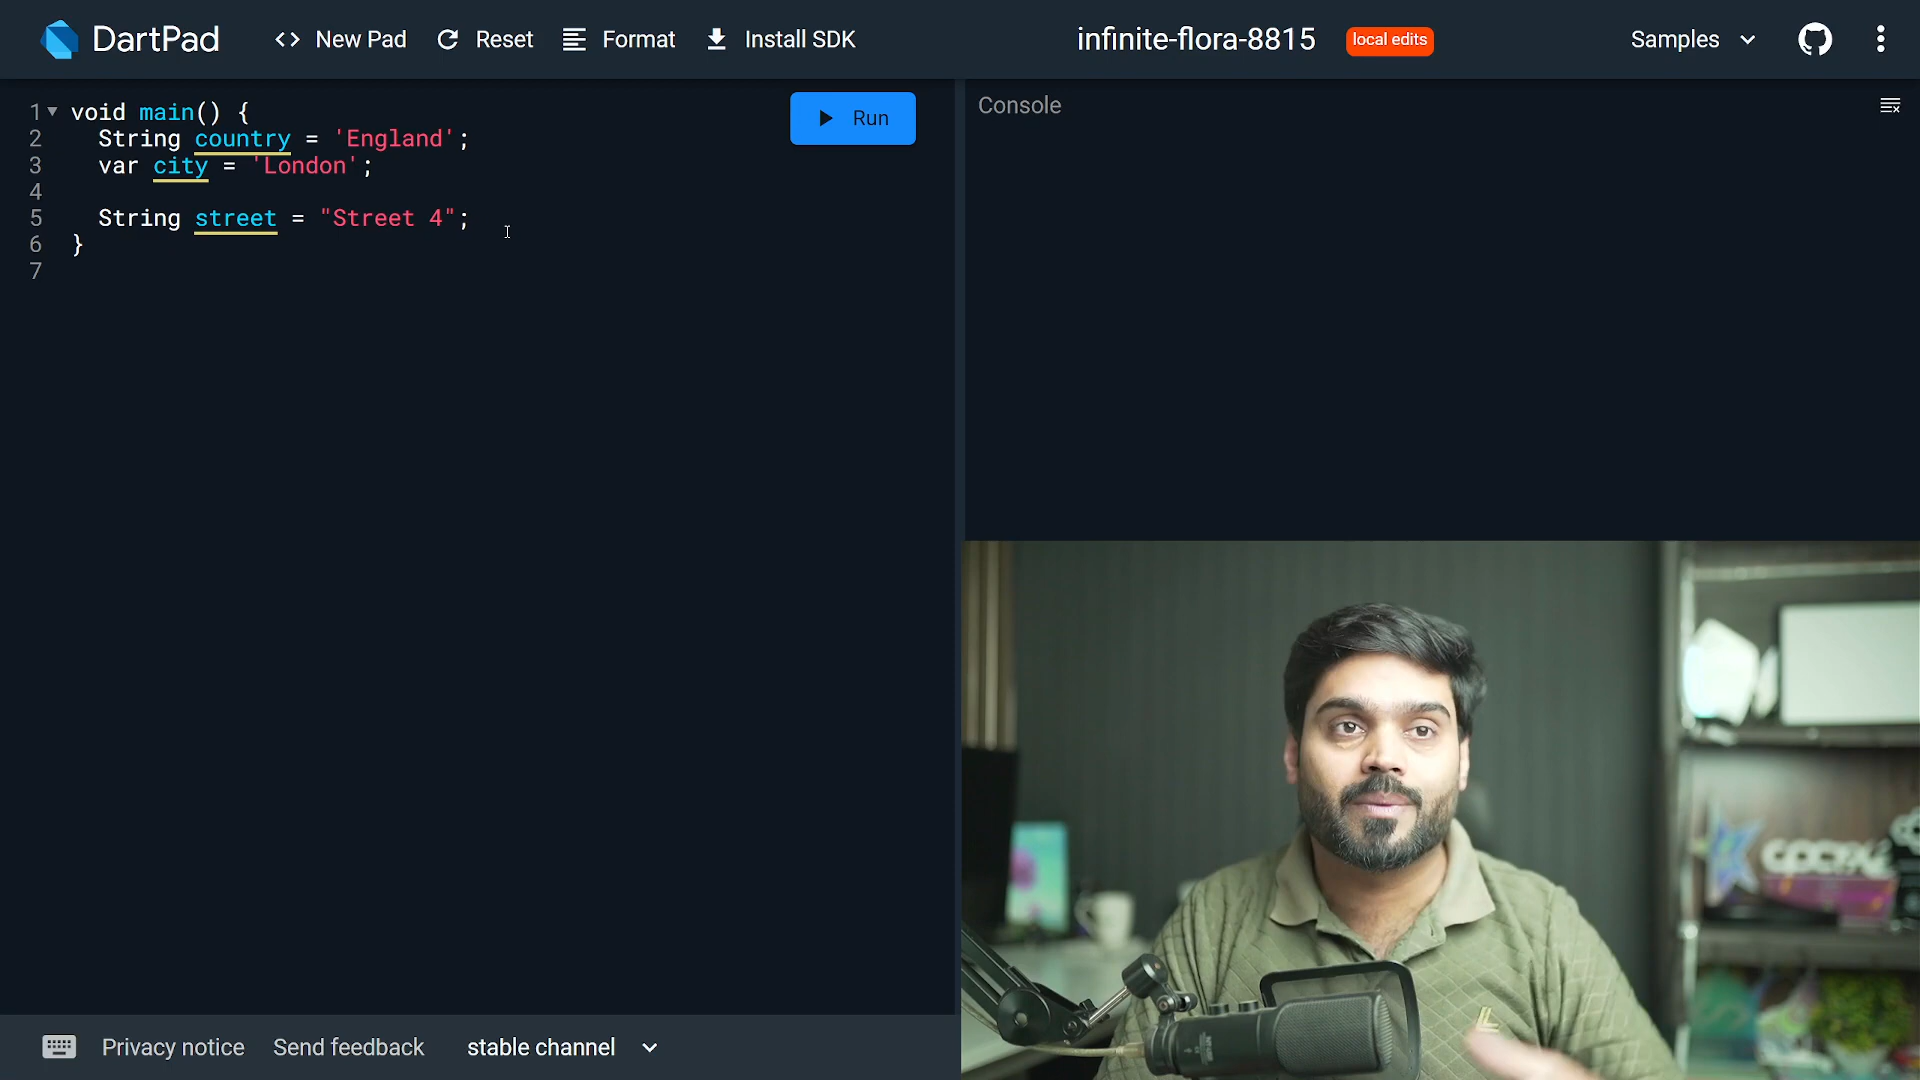 DartPad <> New Pad Reset Format Install SDK infinite-flora-8815 local edits Samples
1 void main() {
2 String country = 'England';
3 var city = 'London';
4
5 String street = "Street 4";
6 }
7
Run
Console
Privacy notice Send feedback stable channel